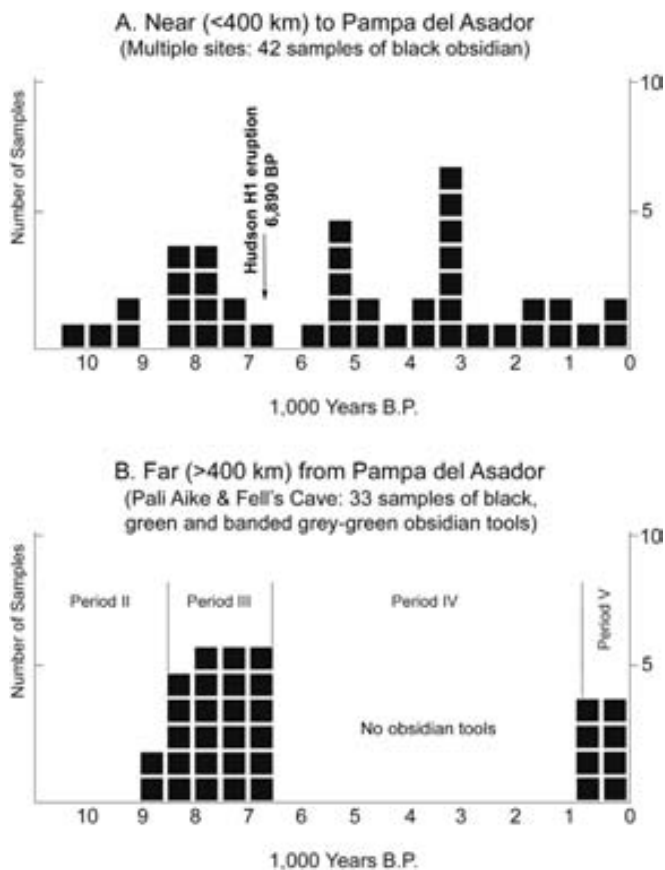 A. Near (<400 km) to Pampa del Asador
(Multiple sites: 42 samples of black obsidian)
Number of Samples
10
5
Hudson H1 eruption
6,890 BP
10 9 8 7 6 5 4 3 2 1 0
1,000 Years B.P.
B. Far (>400 km) from Pampa del Asador
(Pali Aike & Fell's Cave: 33 samples of black,
green and banded grey-green obsidian tools)
Number of Samples
10
5
Period II
Period III
Period IV
Period V
No obsidian tools
10 9 8 7 6 5 4 3 2 1 0
1,000 Years B.P.